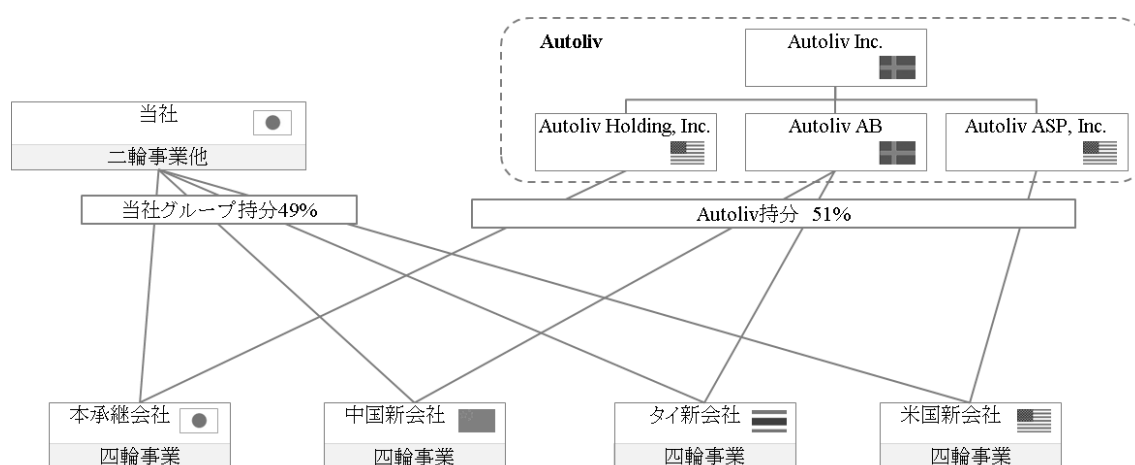 Autoliv
Autoliv Inc.
当社
二輪事業他
Autoliv Holding, Inc.
Autoliv AB
Autoliv ASP, Inc.
当社グループ持分49%
Autoliv持分 51%
本承継会社
四輪事業
中国新会社
四輪事業
タイ新会社
四輪事業
米国新会社
四輪事業